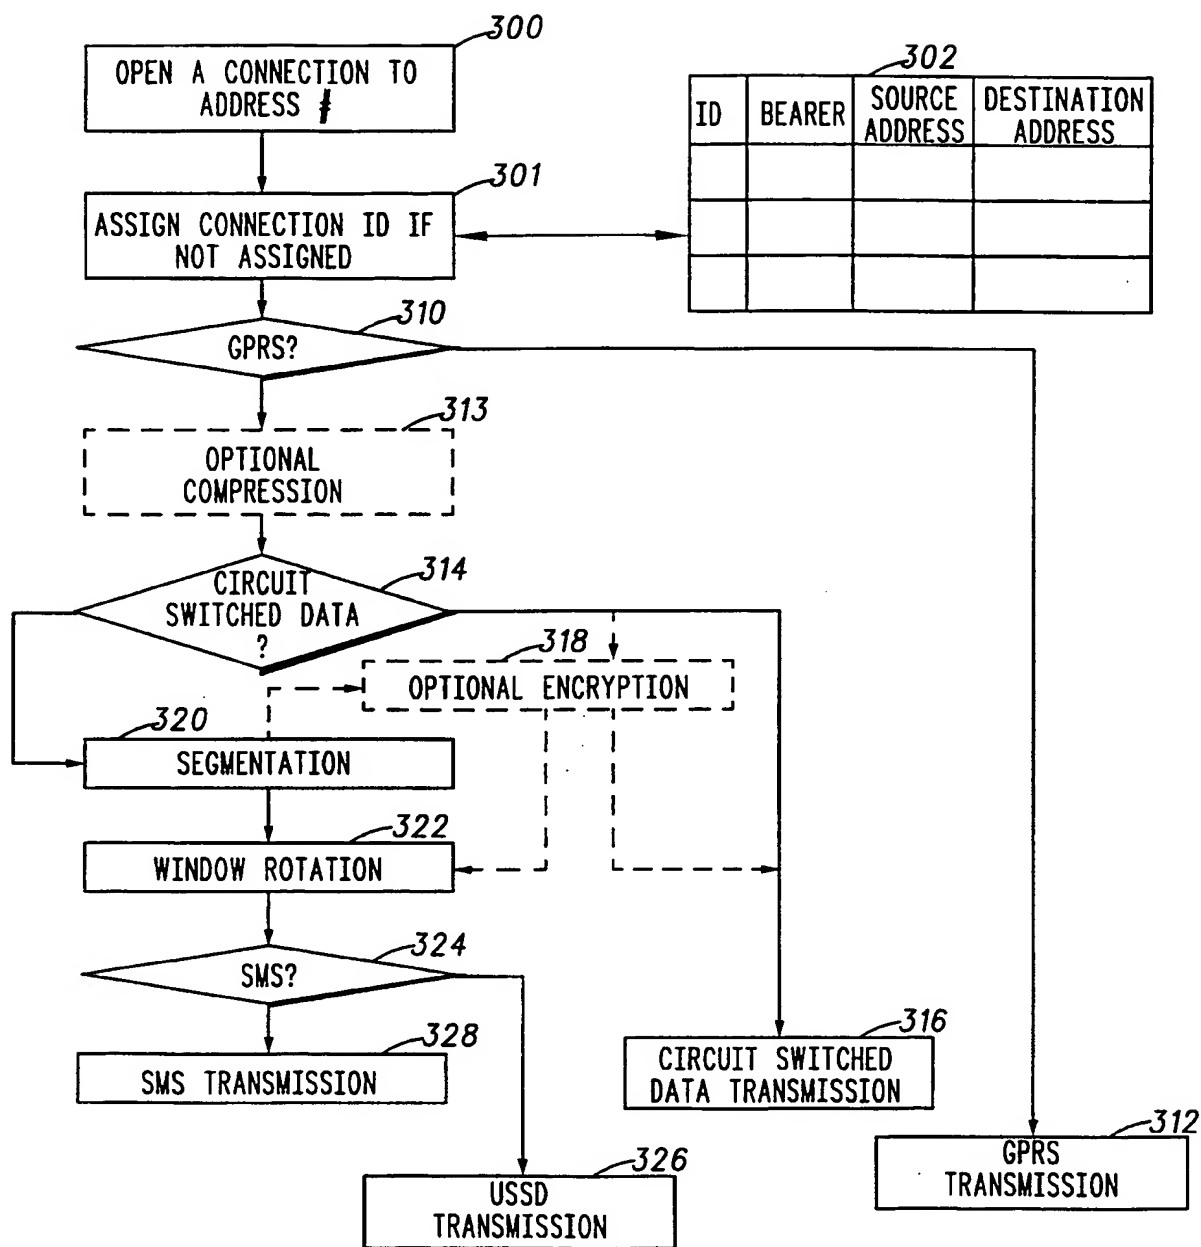 300
OPEN A CONNECTION TO
ADDRESS #
302
ID
BEARER
SOURCE
ADDRESS
DESTINATION
ADDRESS
301
ASSIGN CONNECTION ID IF
NOT ASSIGNED
310
GPRS?
313
OPTIONAL
COMPRESSION
314
CIRCUIT
SWITCHED DATA
?
318
OPTIONAL ENCRYPTION
320
SEGMENTATION
322
WINDOW ROTATION
324
SMS?
328
SMS TRANSMISSION
316
CIRCUIT SWITCHED
DATA TRANSMISSION
312
GPRS
TRANSMISSION
326
USSD
TRANSMISSION